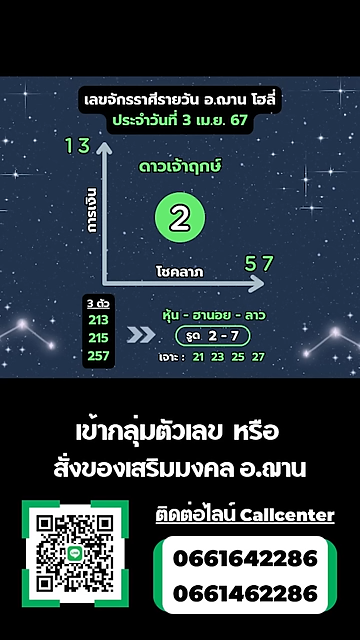 เลขจักรราศีรายวัน อ.ฌาน โฮลี่
ประจำวันที่ 3 เม.ย. 67
13
ดาวเจ้าฤกษ์
การเงิน
2
โชคลาภ
57
3 ตัว
213
215
257
หุ้น - ฮานอย - ลาว
รูด 2 - 7
เจาะ : 21 23 25 27
เข้ากลุ่มตัวเลข หรือ
สั่งของเสริมมงคล อ.ฌาน
ติดต่อไลน์ Callcenter
0661642286
0661462286